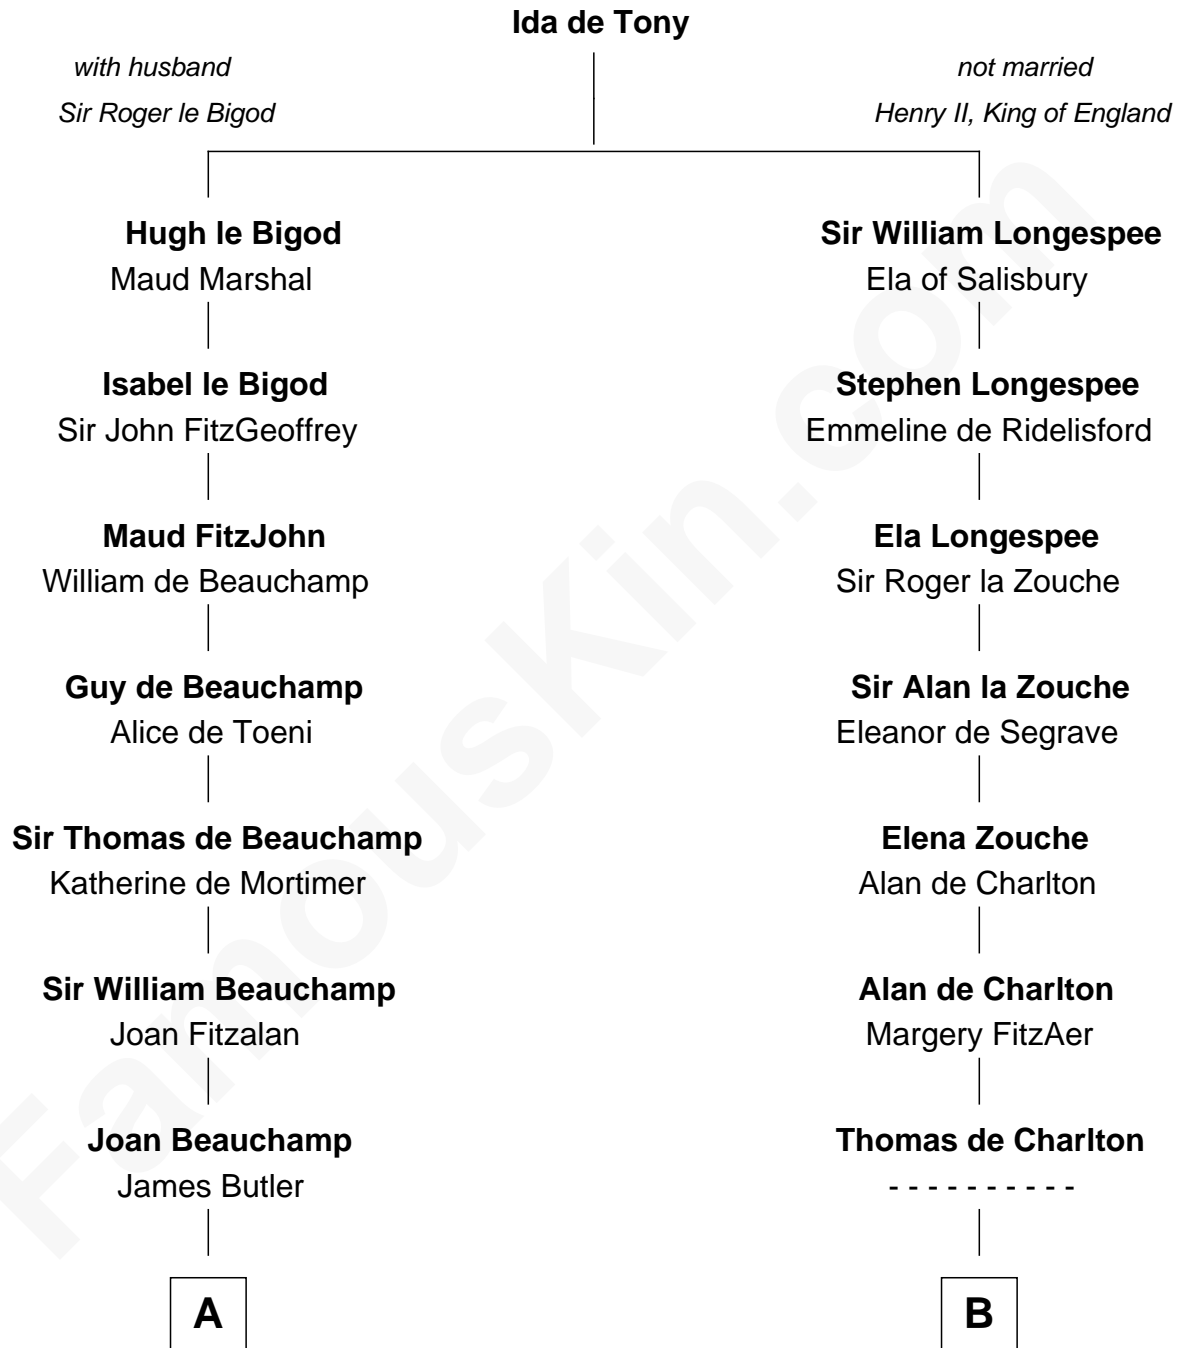 Ida de Tony
with husband
Sir Roger le Bigod
not married
Henry II, King of England
Hugh le Bigod
Maud Marshal
Sir William Longespee
Ela of Salisbury
Isabel le Bigod
Sir John FitzGeoffrey
Stephen Longespee
Emmeline de Ridelisford
Maud FitzJohn
William de Beauchamp
Ela Longespee
Sir Roger la Zouche
Guy de Beauchamp
Alice de Toeni
Sir Alan la Zouche
Eleanor de Segrave
Sir Thomas de Beauchamp
Katherine de Mortimer
Elena Zouche
Alan de Charlton
Sir William Beauchamp
Joan Fitzalan
Alan de Charlton
Margery FitzAer
Joan Beauchamp
James Butler
Thomas de Charlton
- - - - - - - - - -
A
B
FamousKin.com